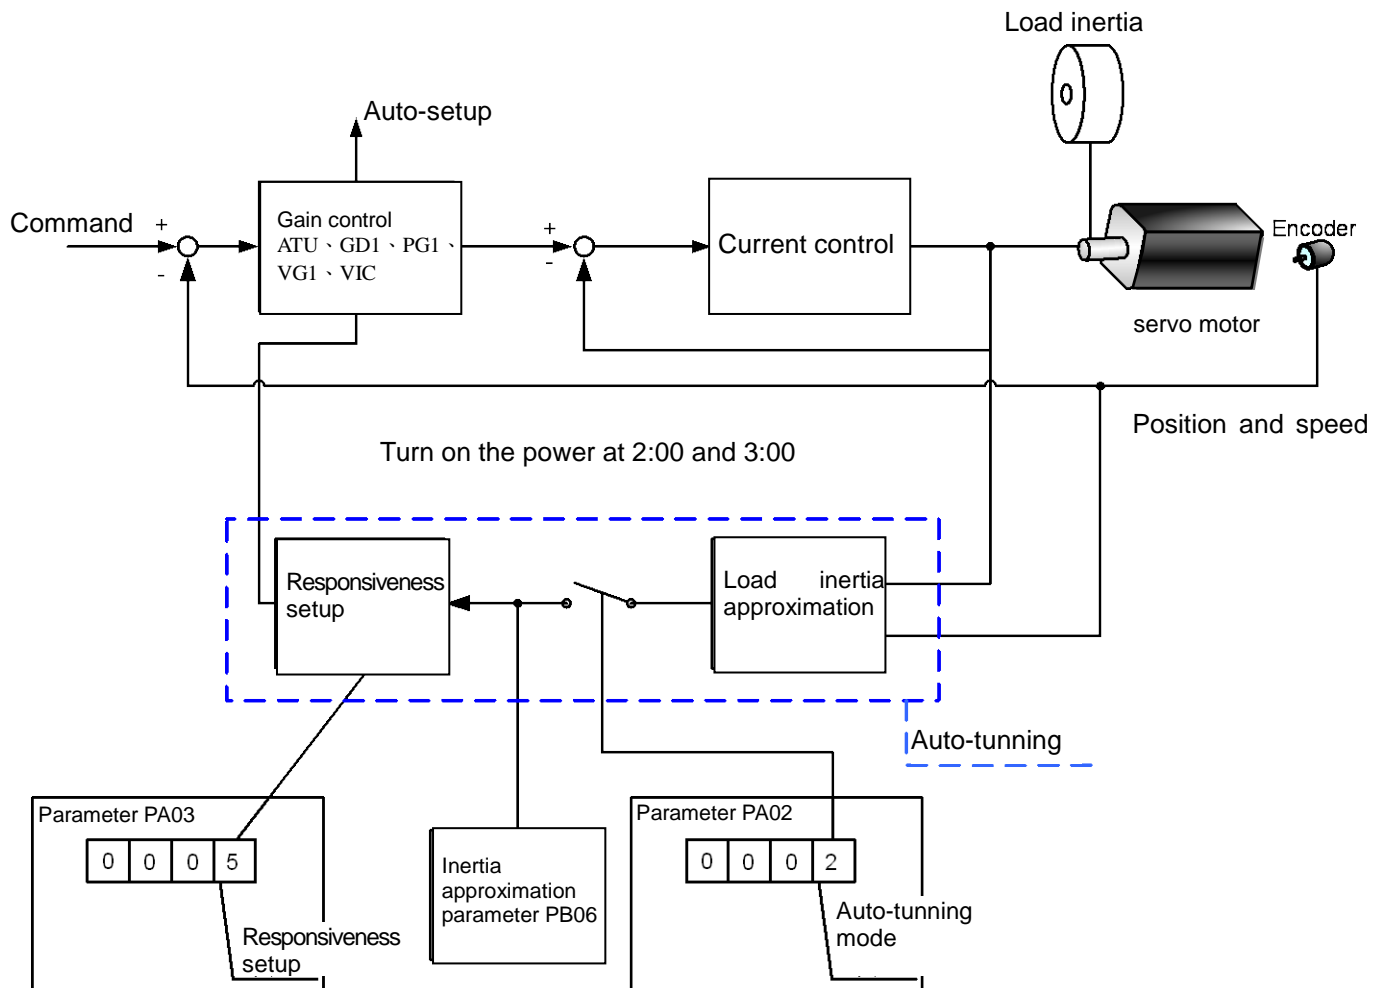 Load inertia
Auto-setup
Command
+
-
Gain control
ATU、GD1、PG1、
VG1、VIC
+
-
Current control
Encoder
servo motor
Position and speed
Turn on the power at 2:00 and 3:00
Responsiveness
setup
Load inertia
approximation
Auto-tunning
Parameter PA03
0 0 0 5
Responsiveness
setup
Inertia
approximation
parameter PB06
Parameter PA02
0 0 0 2
Auto-tunning
mode